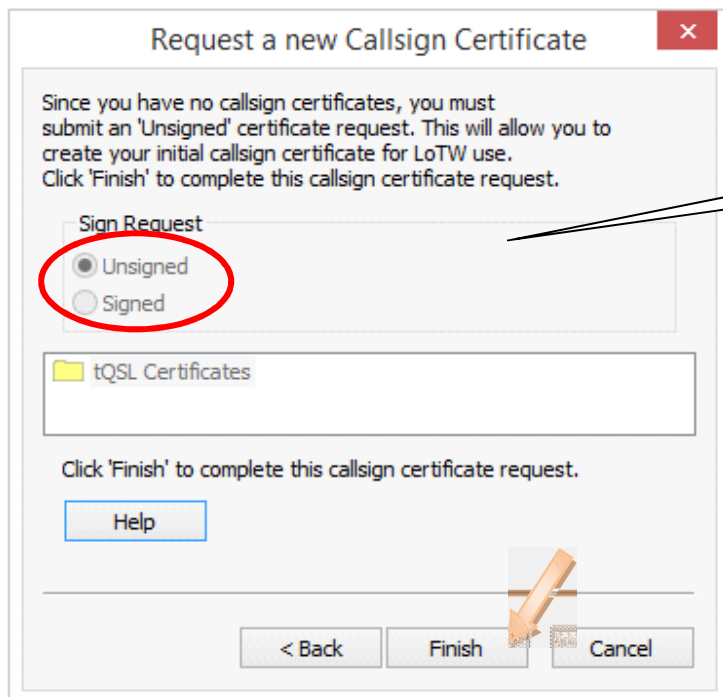 Request a new Callsign Certificate
Since you have no callsign certificates, you must
submit an 'Unsigned' certificate request. This will allow you to
create your initial callsign certificate for LoTW use.
Click 'Finish' to complete this callsign certificate request.
Sign Request
Unsigned
Signed
tQSL Certificates
Click 'Finish' to complete this callsign certificate request.
Help
< Back Finish Cancel